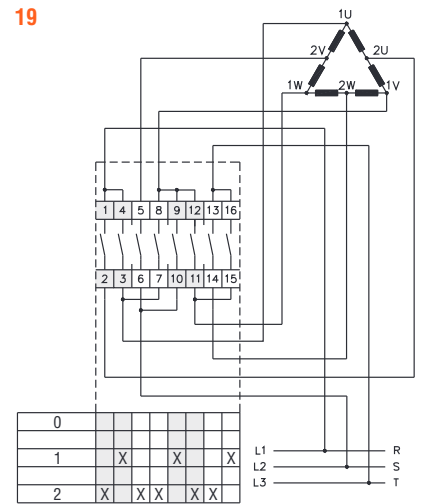 19
1U
2V 2U
1W 2W 1V
1 4 5 8 9 12 13 16
2 3 6 7 10 11 14 15
0
1 X X X
2 X X X X X
L1 R
L2 S
L3 T